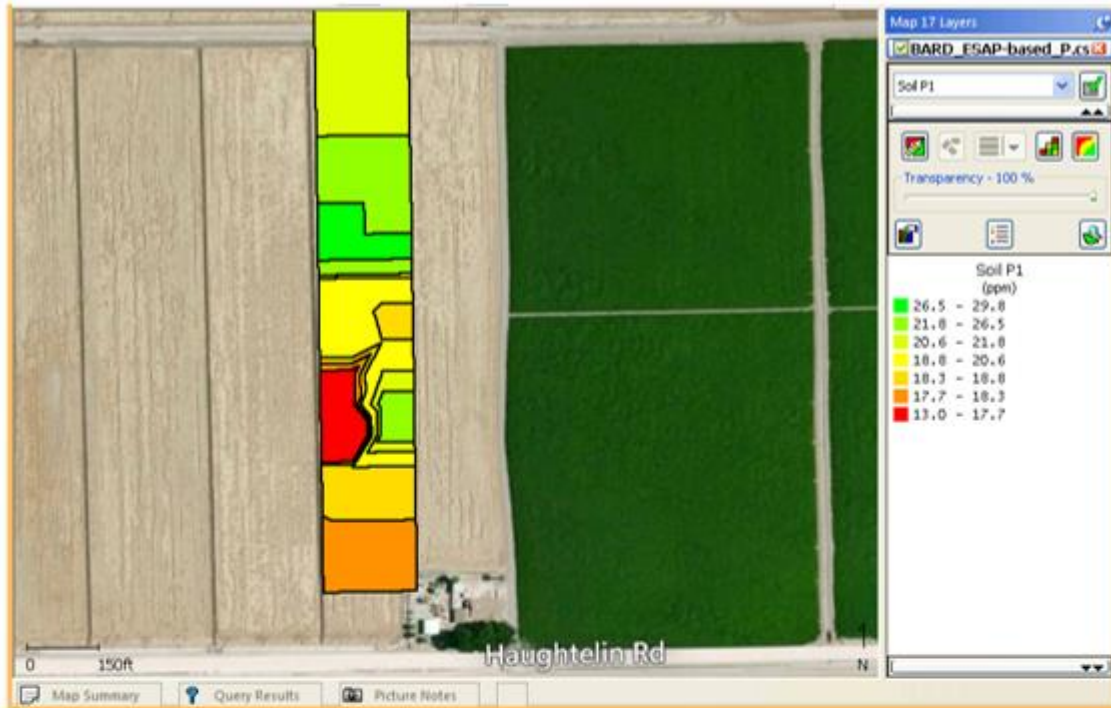 Map 17 Layers
BARD_ESAP-based_P.cs
Soil P1
Transparency - 100 %
Soil P1
(ppm)
26.5 - 29.8
21.8 - 26.5
20.6 - 21.8
18.8 - 20.6
18.3 - 18.8
17.7 - 18.3
13.0 - 17.7
Haughtelin Rd
0 150ft
N
Map Summary
Query Results
Picture Notes